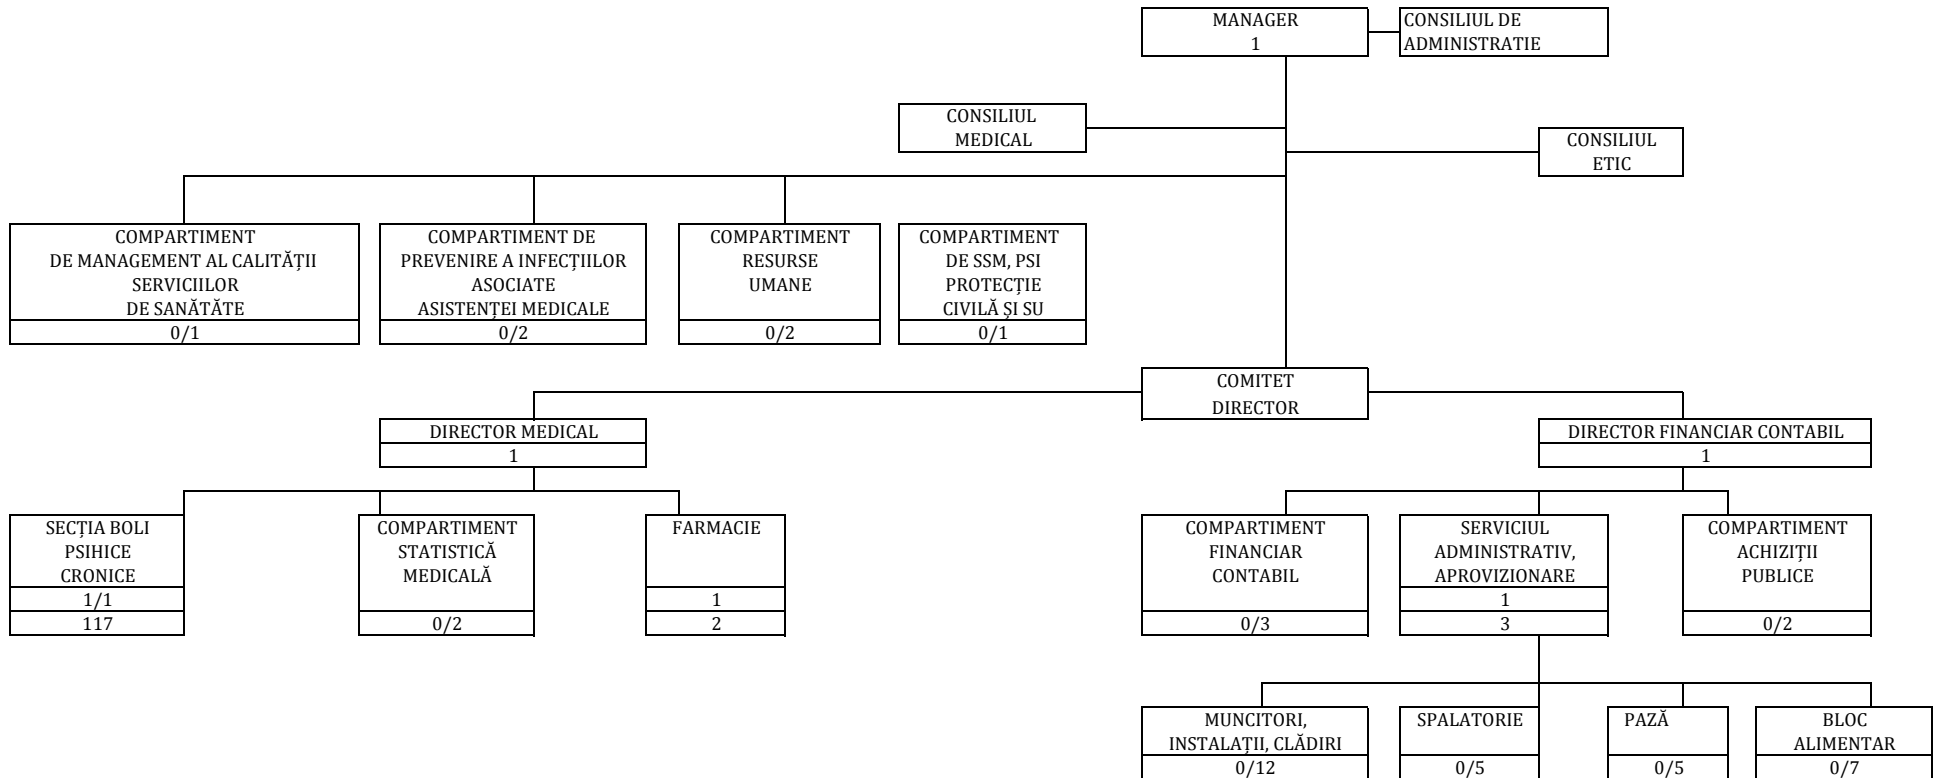 MANAGER
1
CONSILIUL DE
ADMINISTRATIE
CONSILIUL
MEDICAL
CONSILIUL
ETIC
COMPARTIMENT
DE MANAGEMENT AL CALITĂȚII
SERVICIILOR
DE SANĂTĂTE
0/1
COMPARTIMENT DE
PREVENIRE A INFECȚIILOR
ASOCIATE
ASISTENȚEI MEDICALE
0/2
COMPARTIMENT
RESURSE
UMANE
0/2
COMPARTIMENT
DE SSM, PSI
PROTECȚIE
CIVILĂ ȘI SU
0/1
COMITET
DIRECTOR
DIRECTOR MEDICAL
1
DIRECTOR FINANCIAR CONTABIL
1
SECȚIA BOLI
PSIHICE
CRONICE
1/1
117
COMPARTIMENT
STATISTICĂ
MEDICALĂ
0/2
FARMACIE
1
2
COMPARTIMENT
FINANCIAR
CONTABIL
0/3
SERVICIUL
ADMINISTRATIV,
APROVIZIONARE
1
3
COMPARTIMENT
ACHIZIȚII
PUBLICE
0/2
MUNCITORI,
INSTALAȚII, CLĂDIRI
0/12
SPALATORIE
0/5
PAZĂ
0/5
BLOC
ALIMENTAR
0/7